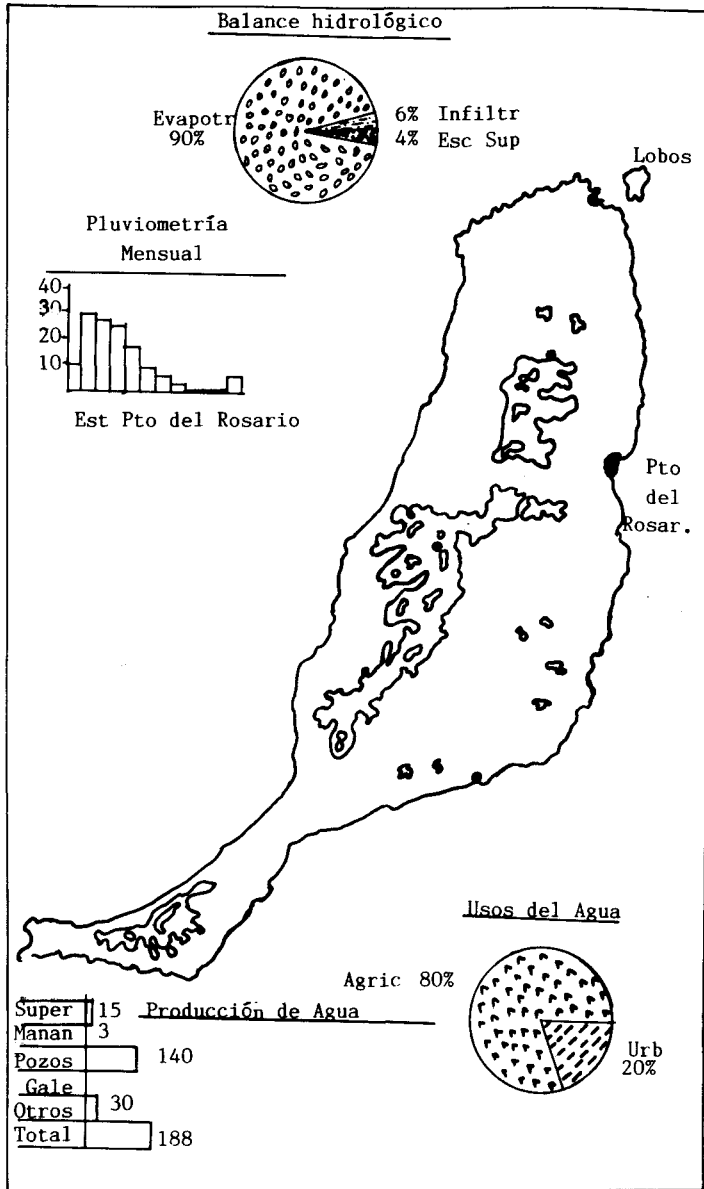 Balance hidrológico
Evapotr
90%
6% Infiltr
4% Esc Sup
Lobos
Pluviometría
Mensual
40
30
20
10
Est Pto del Rosario
Pto
del
Rosar.
Usos del Agua
Agric 80%
Urb
20%
Producción de Agua
Super 15
Manan 3
Pozos 140
Gale
Otros 30
Total 188